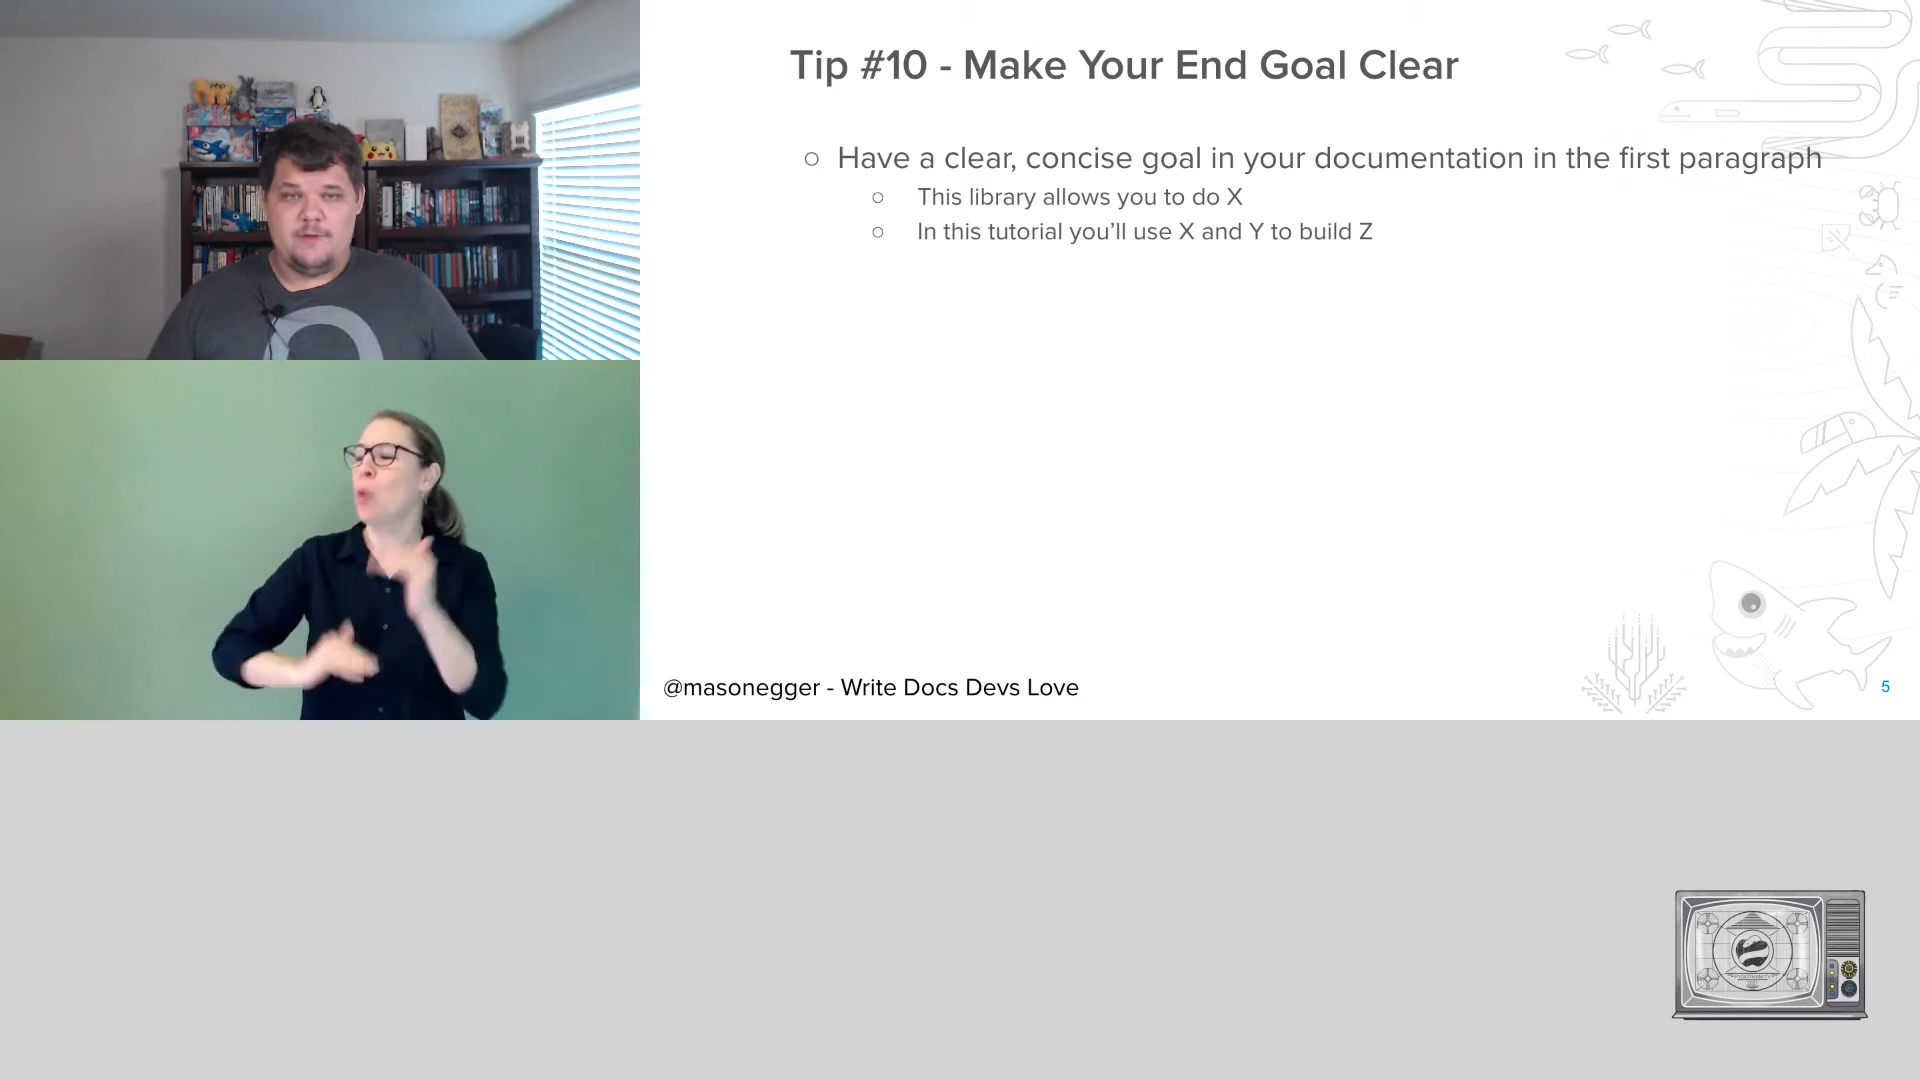 Tip #10 - Make Your End Goal Clear
○ Have a clear, concise goal in your documentation in the first paragraph
○ This library allows you to do X
○ In this tutorial you’ll use X and Y to build Z
@masonegger - Write Docs Devs Love
5
php